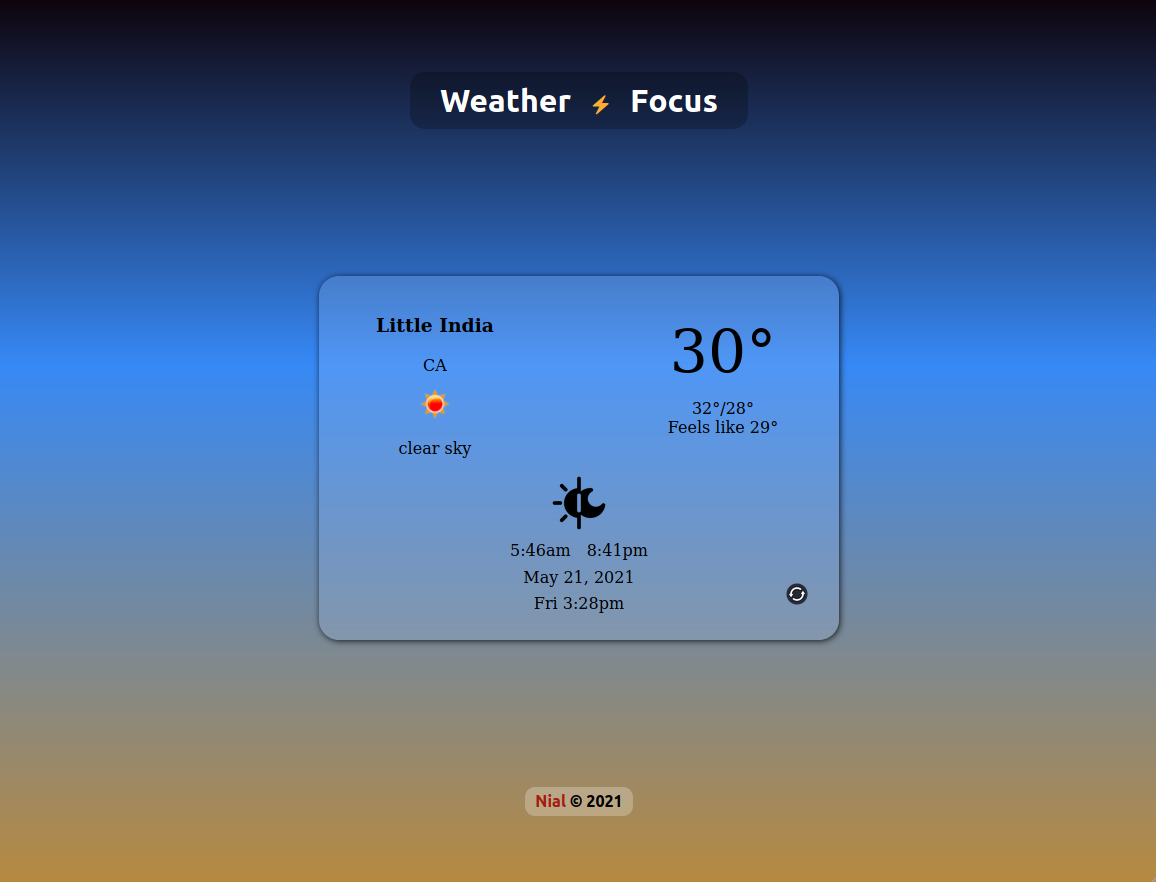 Weather ⚡ Focus
Little India
CA
clear sky
30°
32°/28°
Feels like 29°
5:46am 8:41pm
May 21, 2021
Fri 3:28pm
Nial © 2021